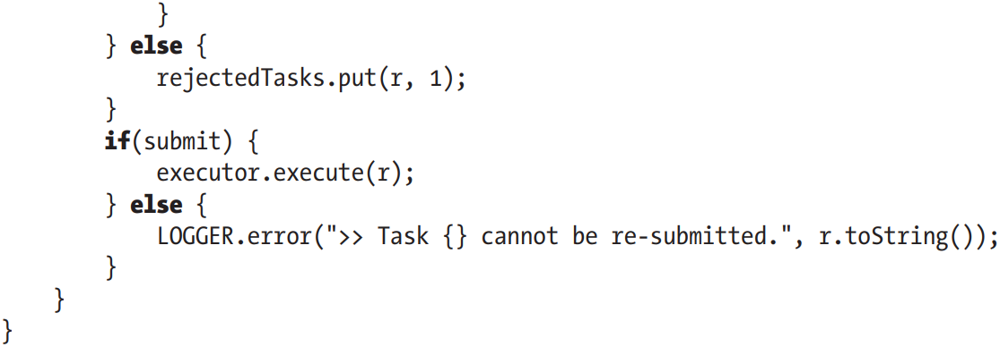 }
        } else {
            rejectedTasks.put(r, 1);
        }
        if(submit) {
            executor.execute(r);
        } else {
            LOGGER.error(">> Task {} cannot be re-submitted.", r.toString());
        }
    }
}